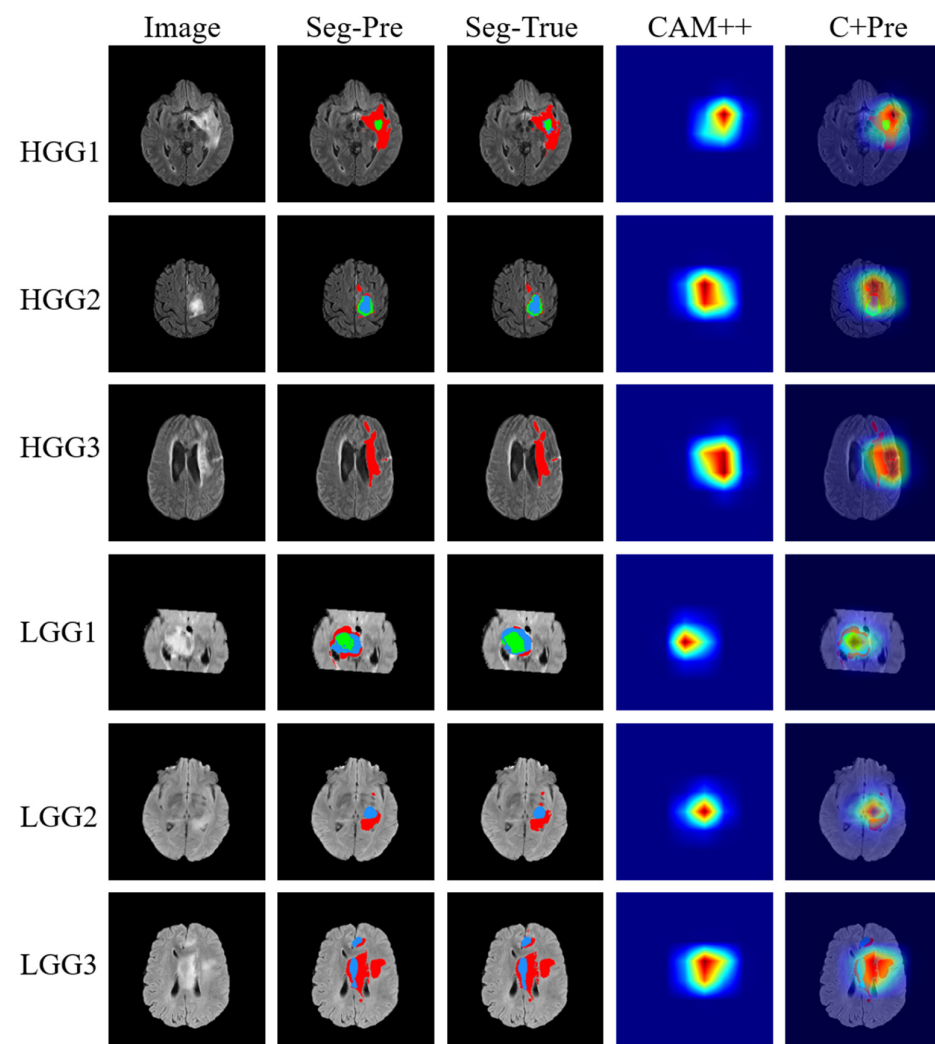 Image Seg-Pre Seg-True CAM++ C+Pre
HGG1
HGG2
HGG3
LGG1
LGG2
LGG3